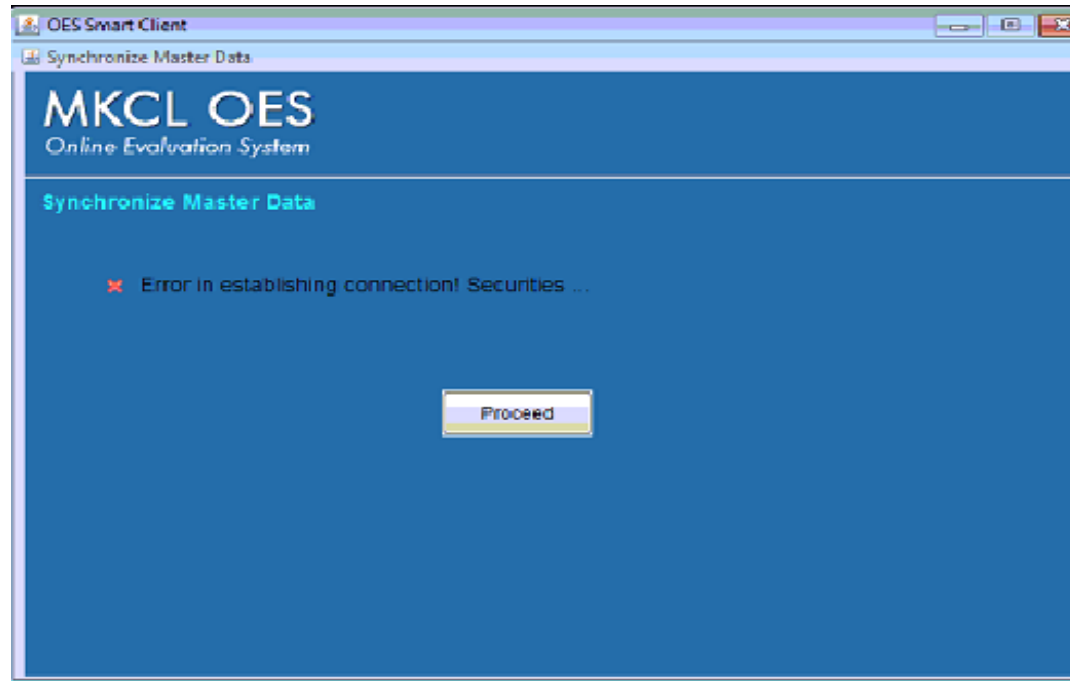 OES Smart Client
Synchronize Master Data
MKCL OES
Online Evaluation System
Synchronize Master Data
Error in establishing connection! Securities ...
Proceed